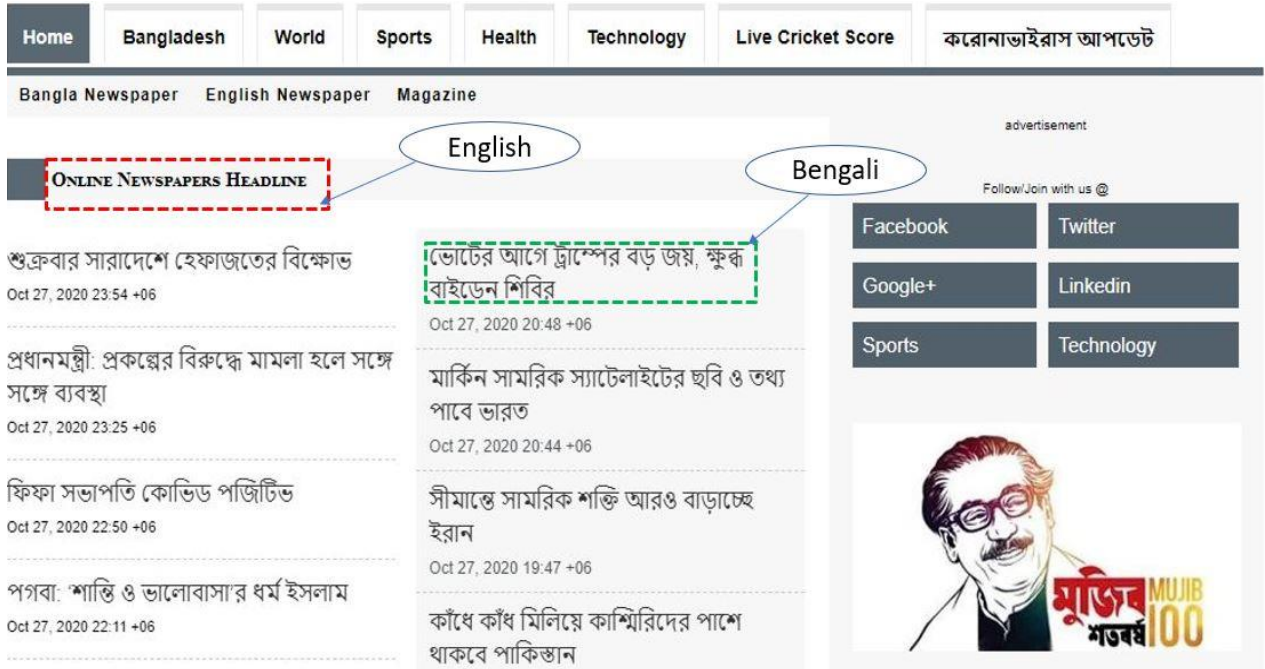 Home Bangladesh World Sports Health Technology Live Cricket Score করোনাভাইরাস আপডেট
Bangla Newspaper English Newspaper Magazine
English
ONLINE NEWSPAPERS HEADLINE
শুক্রবার সারাদেশে হেফাজতের বিক্ষোভ
Oct 27, 2020 23:54 +06
প্রধানমন্ত্রী: প্রকল্পের বিরুদ্ধে মামলা হলে সঙ্গে
সঙ্গে ব্যবস্থা
Oct 27, 2020 23:25 +06
ফিফা সভাপতি কোভিড পজিটিভ
Oct 27, 2020 22:50 +06
পগবা: ‘শান্তি ও ভালোবাসা’র ধর্ম ইসলাম
Oct 27, 2020 22:11 +06
Bengali
ভোটের আগে ট্রাম্পের বড় জয়, ক্ষুব্ধ
বাইডেন শিবির
Oct 27, 2020 20:48 +06
মার্কিন সামরিক স্যাটেলাইটের ছবি ও তথ্য
পাবে ভারত
Oct 27, 2020 20:44 +06
সীমান্তে সামরিক শক্তি আরও বাড়াচ্ছে
ইরান
Oct 27, 2020 19:47 +06
কাঁধে কাঁধ মিলিয়ে কাশ্মিরিদের পাশে
থাকবে পাকিস্তান
advertisement
Follow/Join with us @
Facebook Twitter
Google+ Linkedin
Sports Technology
মুজিব MUJIB
শতবর্ষ 100